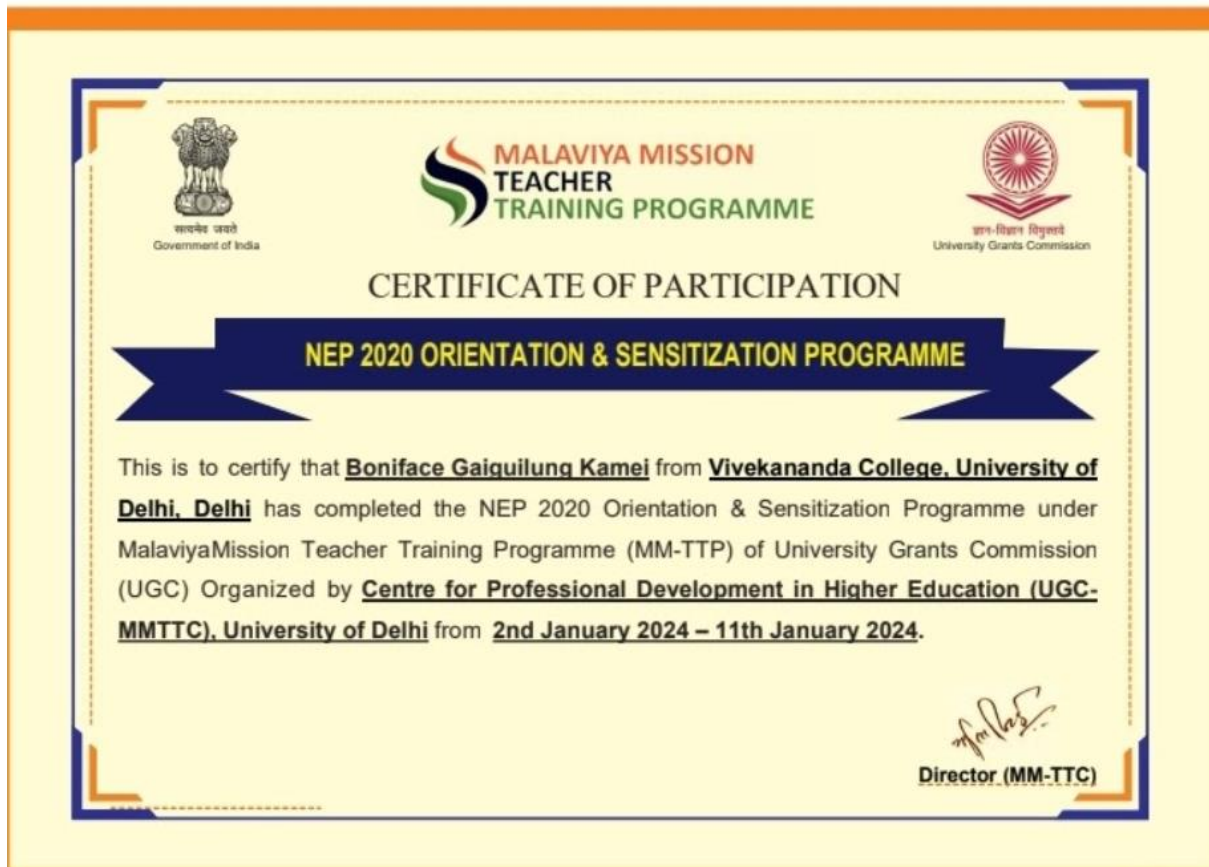 MALAVIYA MISSION
TEACHER
TRAINING PROGRAMME
सत्यमेव जयते
Government of India
ज्ञान-विज्ञान विमुक्तये
University Grants Commission
CERTIFICATE OF PARTICIPATION
NEP 2020 ORIENTATION & SENSITIZATION PROGRAMME
This is to certify that Boniface Gaiguilung Kamei from Vivekananda College, University of
Delhi, Delhi has completed the NEP 2020 Orientation & Sensitization Programme under
MalaviyaMission Teacher Training Programme (MM-TTP) of University Grants Commission
(UGC) Organized by Centre for Professional Development in Higher Education (UGC-
MMTTC), University of Delhi from 2nd January 2024 – 11th January 2024.
Director (MM-TTC)